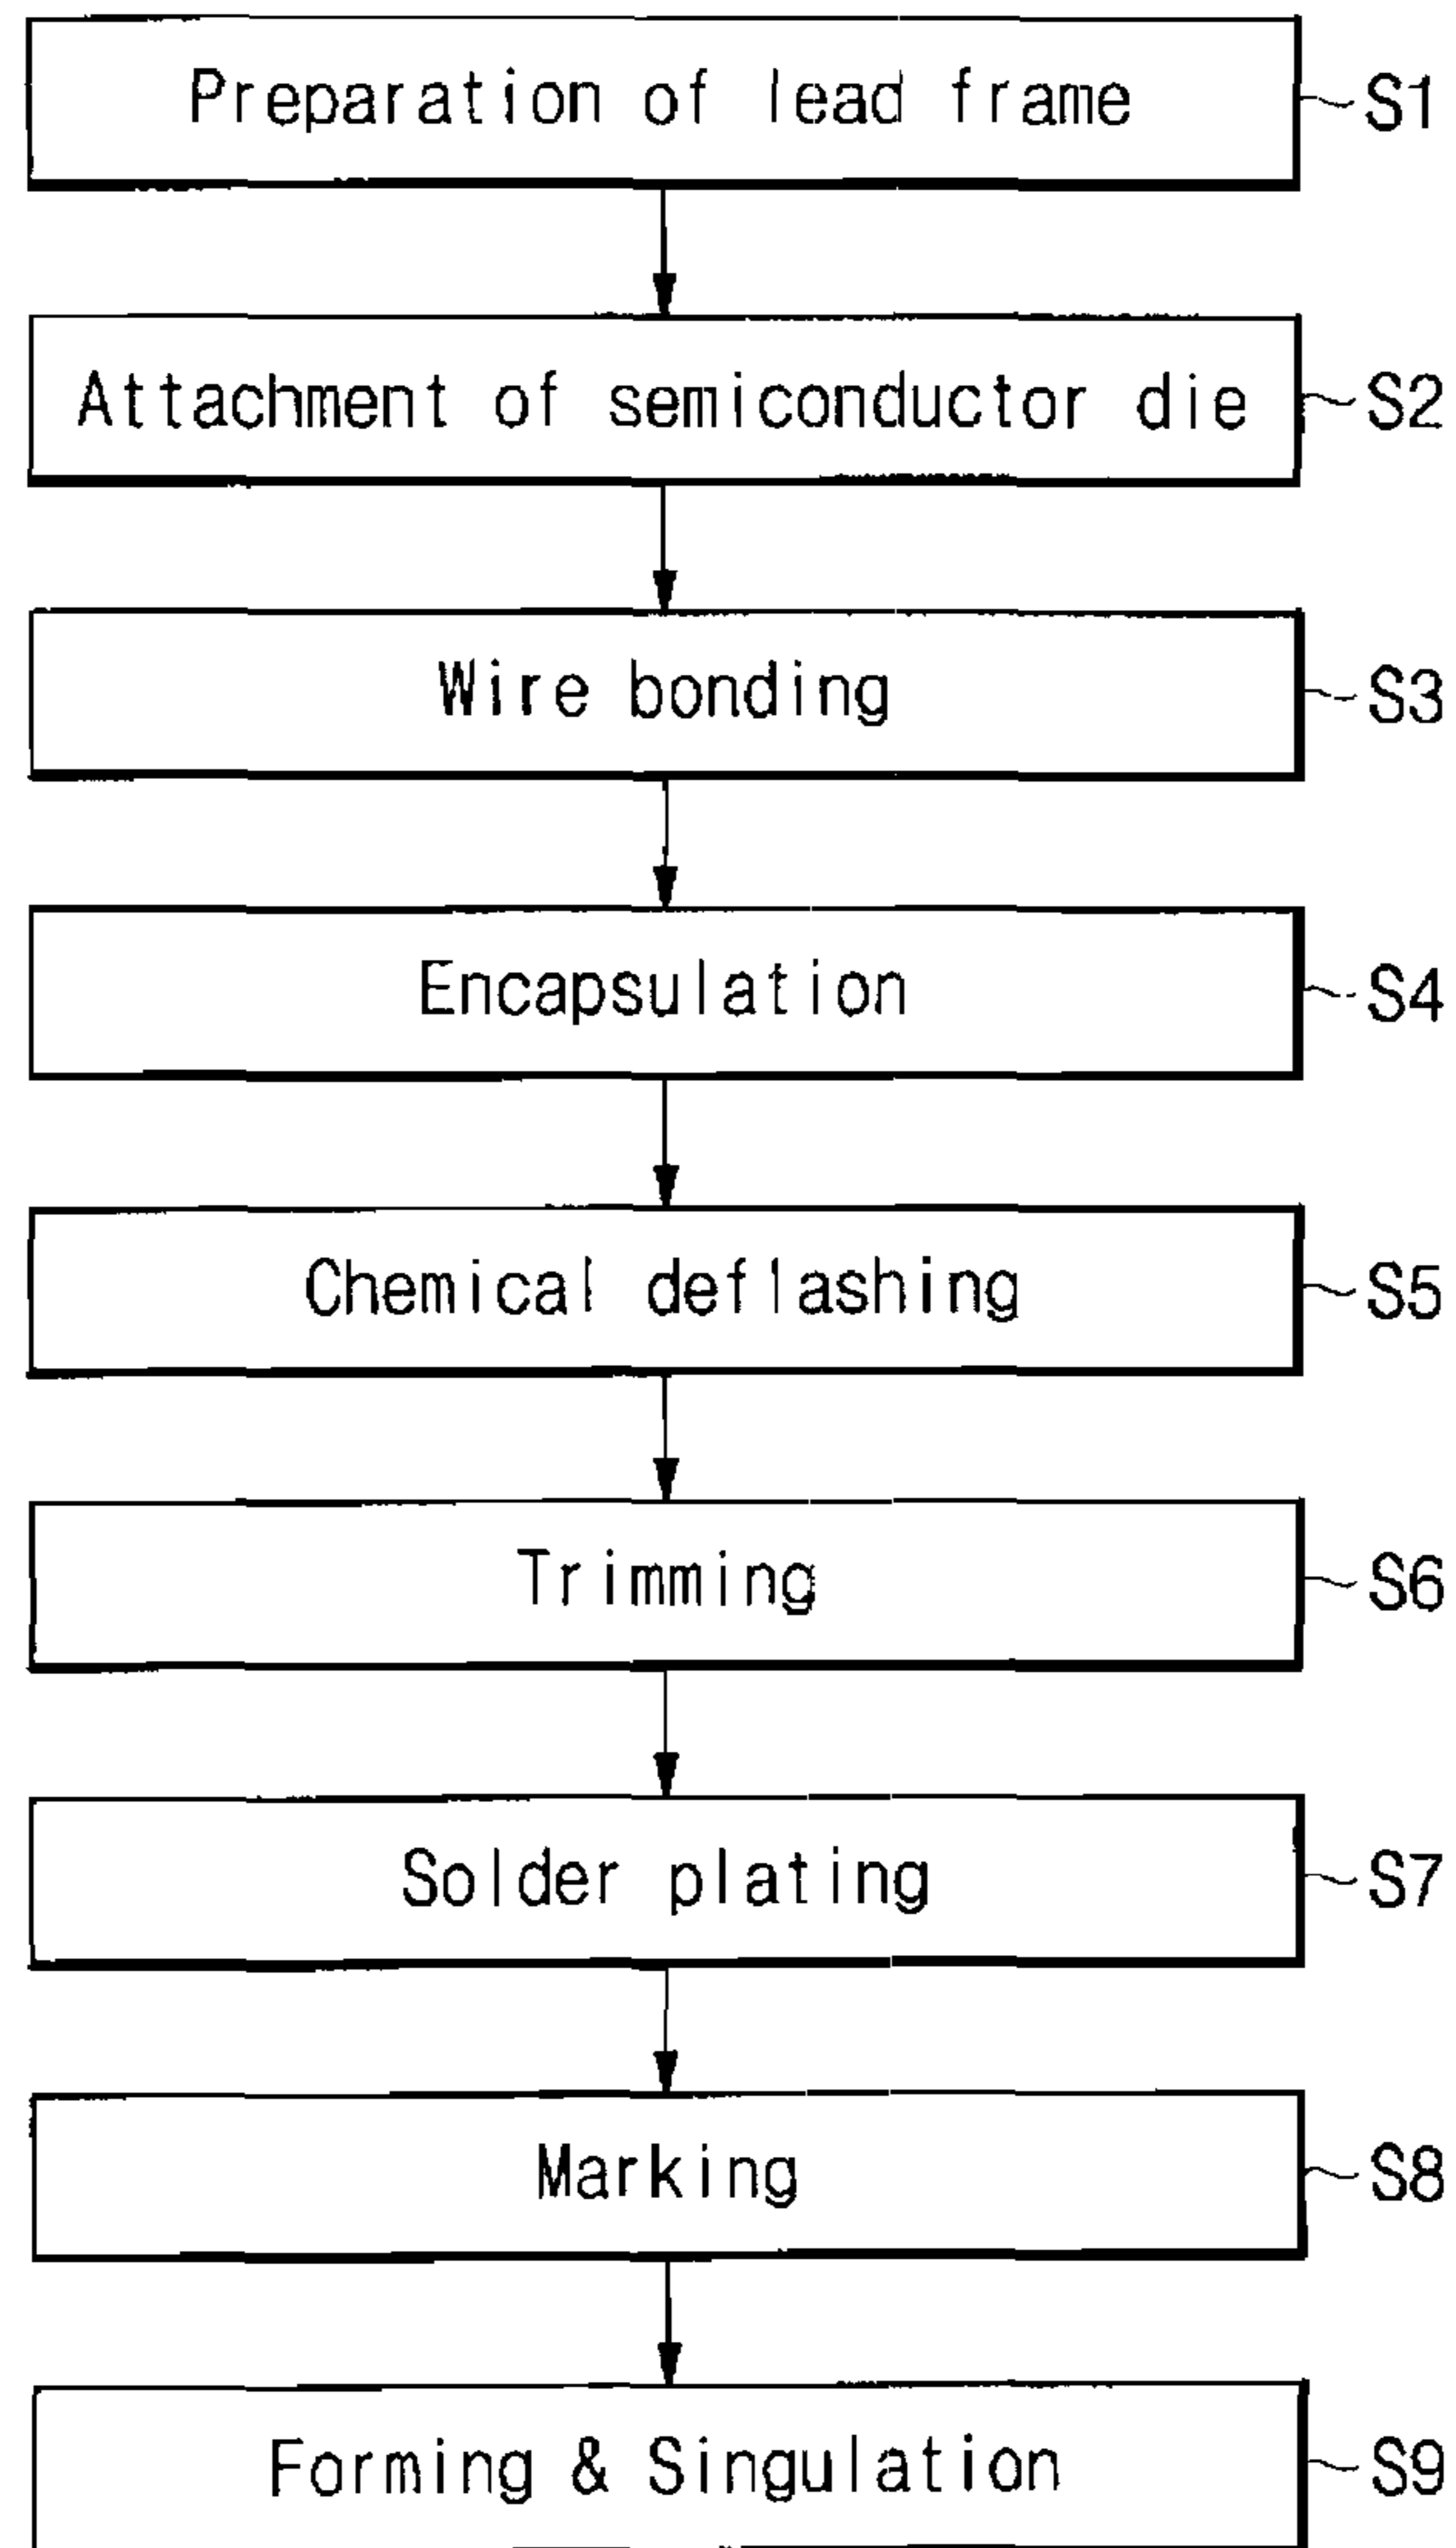 Preparation of lead frame S1
Attachment of semiconductor die S2
Wire bonding S3
Encapsulation S4
Chemical deflashing S5
Trimming S6
Solder plating S7
Marking S8
Forming & Singulation S9